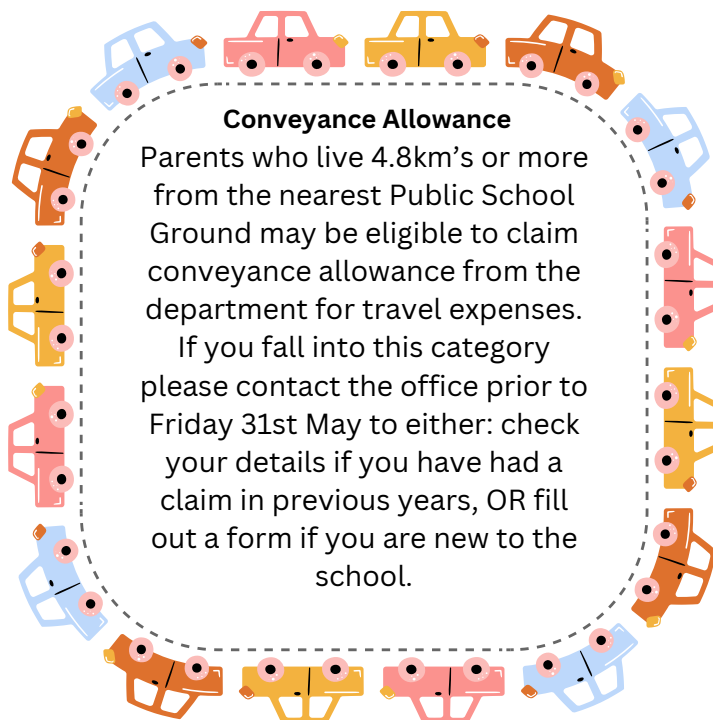 Conveyance Allowance
Parents who live 4.8km's or more
from the nearest Public School
Ground may be eligible to claim
conveyance allowance from the
department for travel expenses.
If you fall into this category
please contact the office prior to
Friday 31st May to either: check
your details if you have had a
claim in previous years, OR fill
out a form if you are new to the
school.